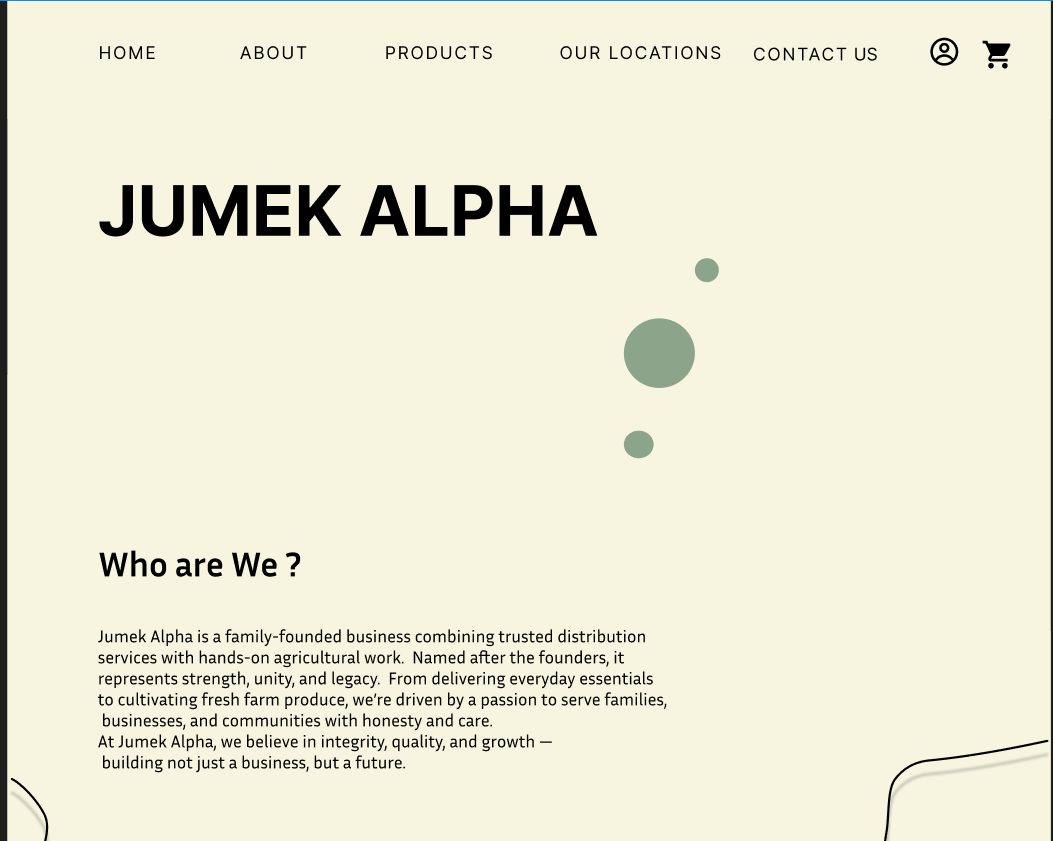 HOME ABOUT PRODUCTS OUR LOCATIONS CONTACT US
JUMEK ALPHA
Who are We ?
Jumek Alpha is a family-founded business combining trusted distribution
services with hands-on agricultural work.  Named after the founders, it
represents strength, unity, and legacy.  From delivering everyday essentials
to cultivating fresh farm produce, we’re driven by a passion to serve families,
businesses, and communities with honesty and care.
At Jumek Alpha, we believe in integrity, quality, and growth —
building not just a business, but a future.